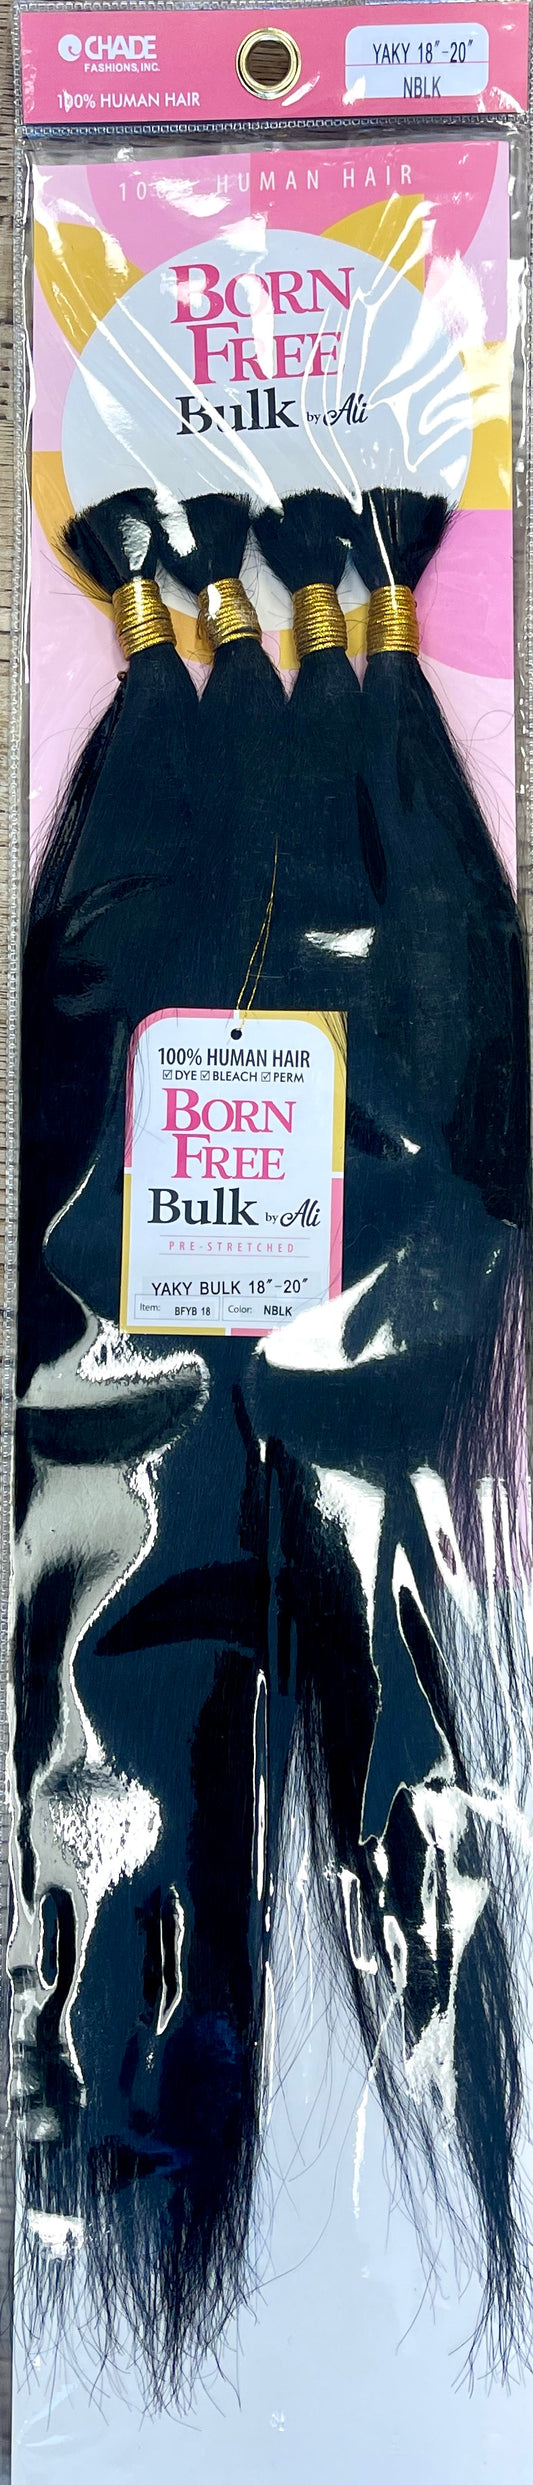 CHADE
FASHIONS, INC.
100% HUMAN HAIR
YAKY 18"-20"
NBLK
100% HUMAN HAIR
BORN
FREE
Bulk by Ali
100% HUMAN HAIR
☑ DYE ☑ BLEACH ☑ PERM
BORN
FREE
Bulk by Ali
PRE-STRETCHED
YAKY BULK 18"-20"
Item: BFYB 18 Color: NBLK